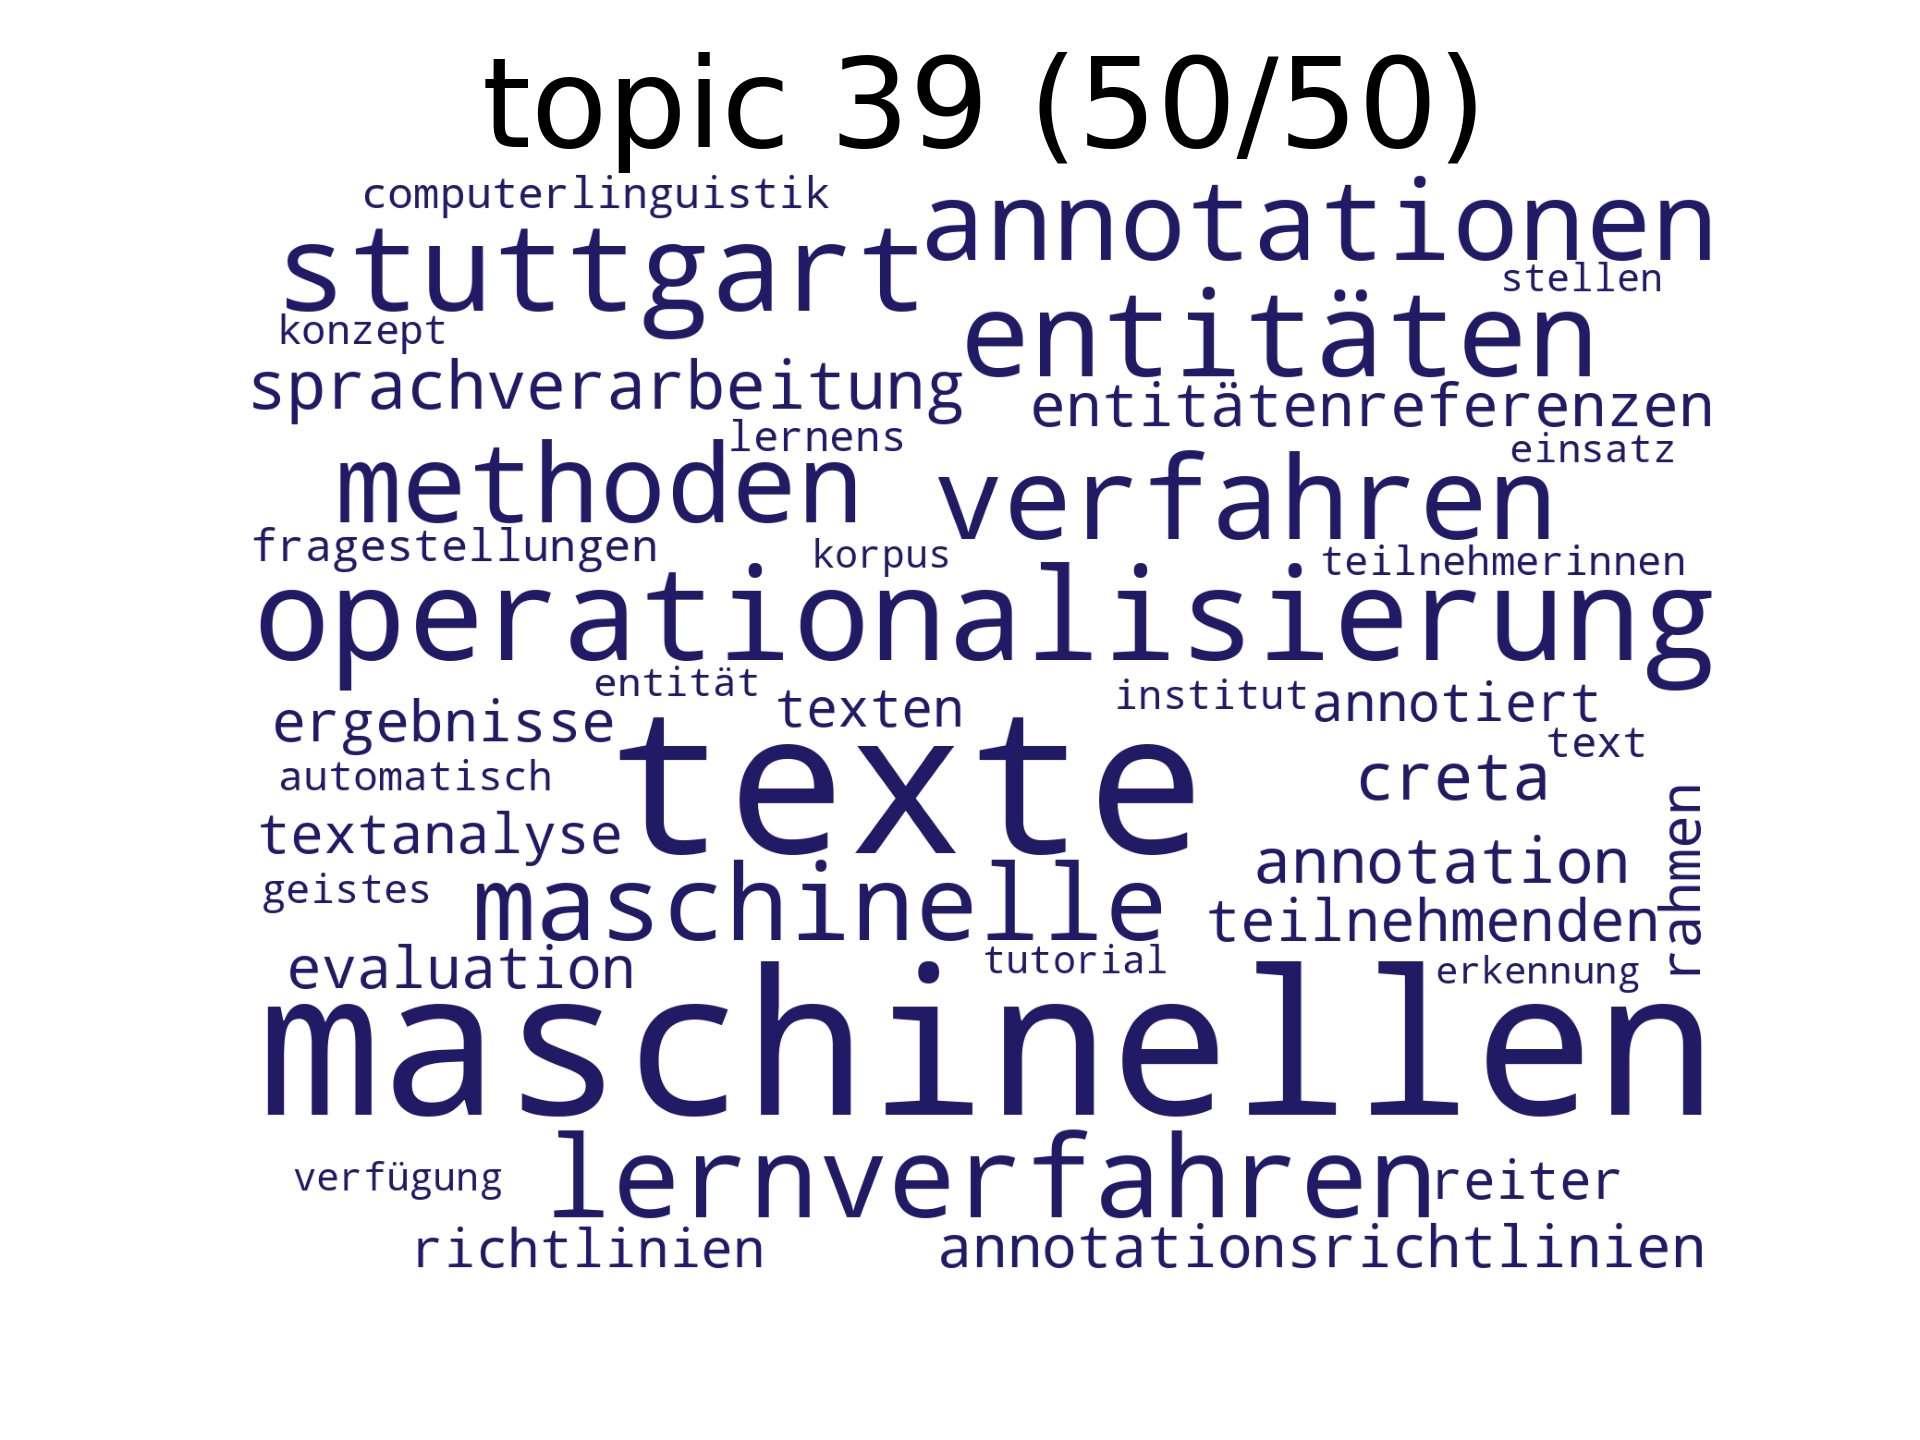 topic 39 (50/50)
computerlinguistik
annotationen
stuttgart
stellen
konzept
entitäten
sprachverarbeitung
entitätenreferenzen
lernens
einsatz
methoden
verfahren
fragestellungen
korpus
teilnehmerinnen
operationalisierung
entität
texten
institut
annotiert
ergebnisse
text
automatisch
texte
creta
rahmen
textanalyse
annotation
geistes
maschinelle
teilnehmenden
evaluation
tutorial
erkennung
maschinellen
verfügung
lernverfahren
reiter
richtlinien
annotationsrichtlinien